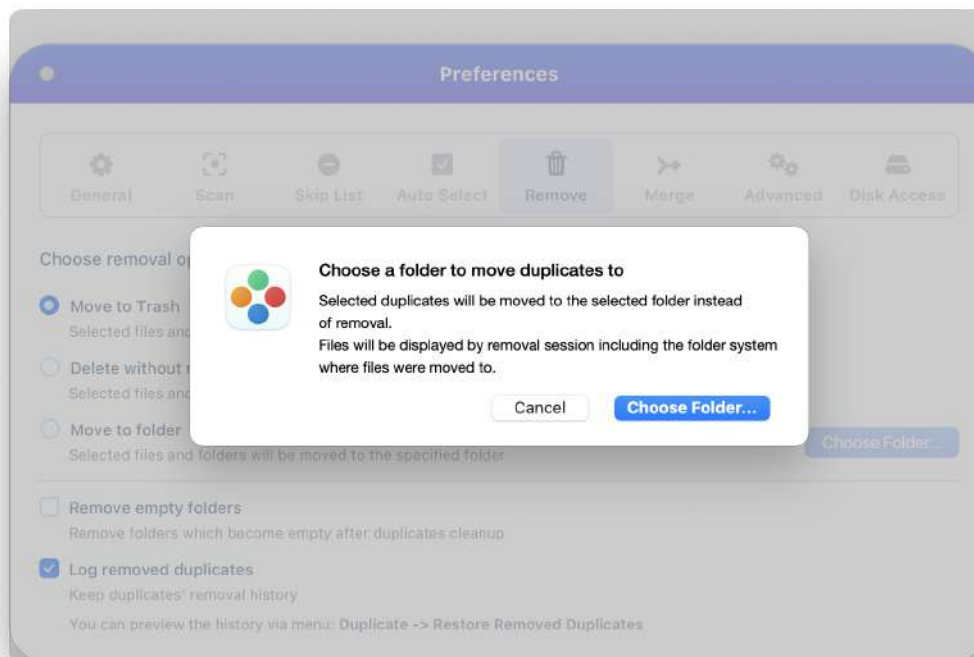 Preferences
General Scan Skip List Auto Select Remove Merge Advanced Disk Access
Choose removal
Choose a folder to move duplicates to
Selected duplicates will be moved to the selected folder instead
of removal.
Files will be displayed by removal session including the folder system
where files were moved to.
Cancel Choose Folder...
Move to Trash
Selected files and
Delete without
Selected files and
Move to folder
Choose Folder...
Selected files and folders will be moved to the specified folder
Remove empty folders
Remove folders which become empty after duplicates cleanup
Log removed duplicates
Keep duplicates' removal history
You can preview the history via menu: Duplicate -> Restore Removed Duplicates